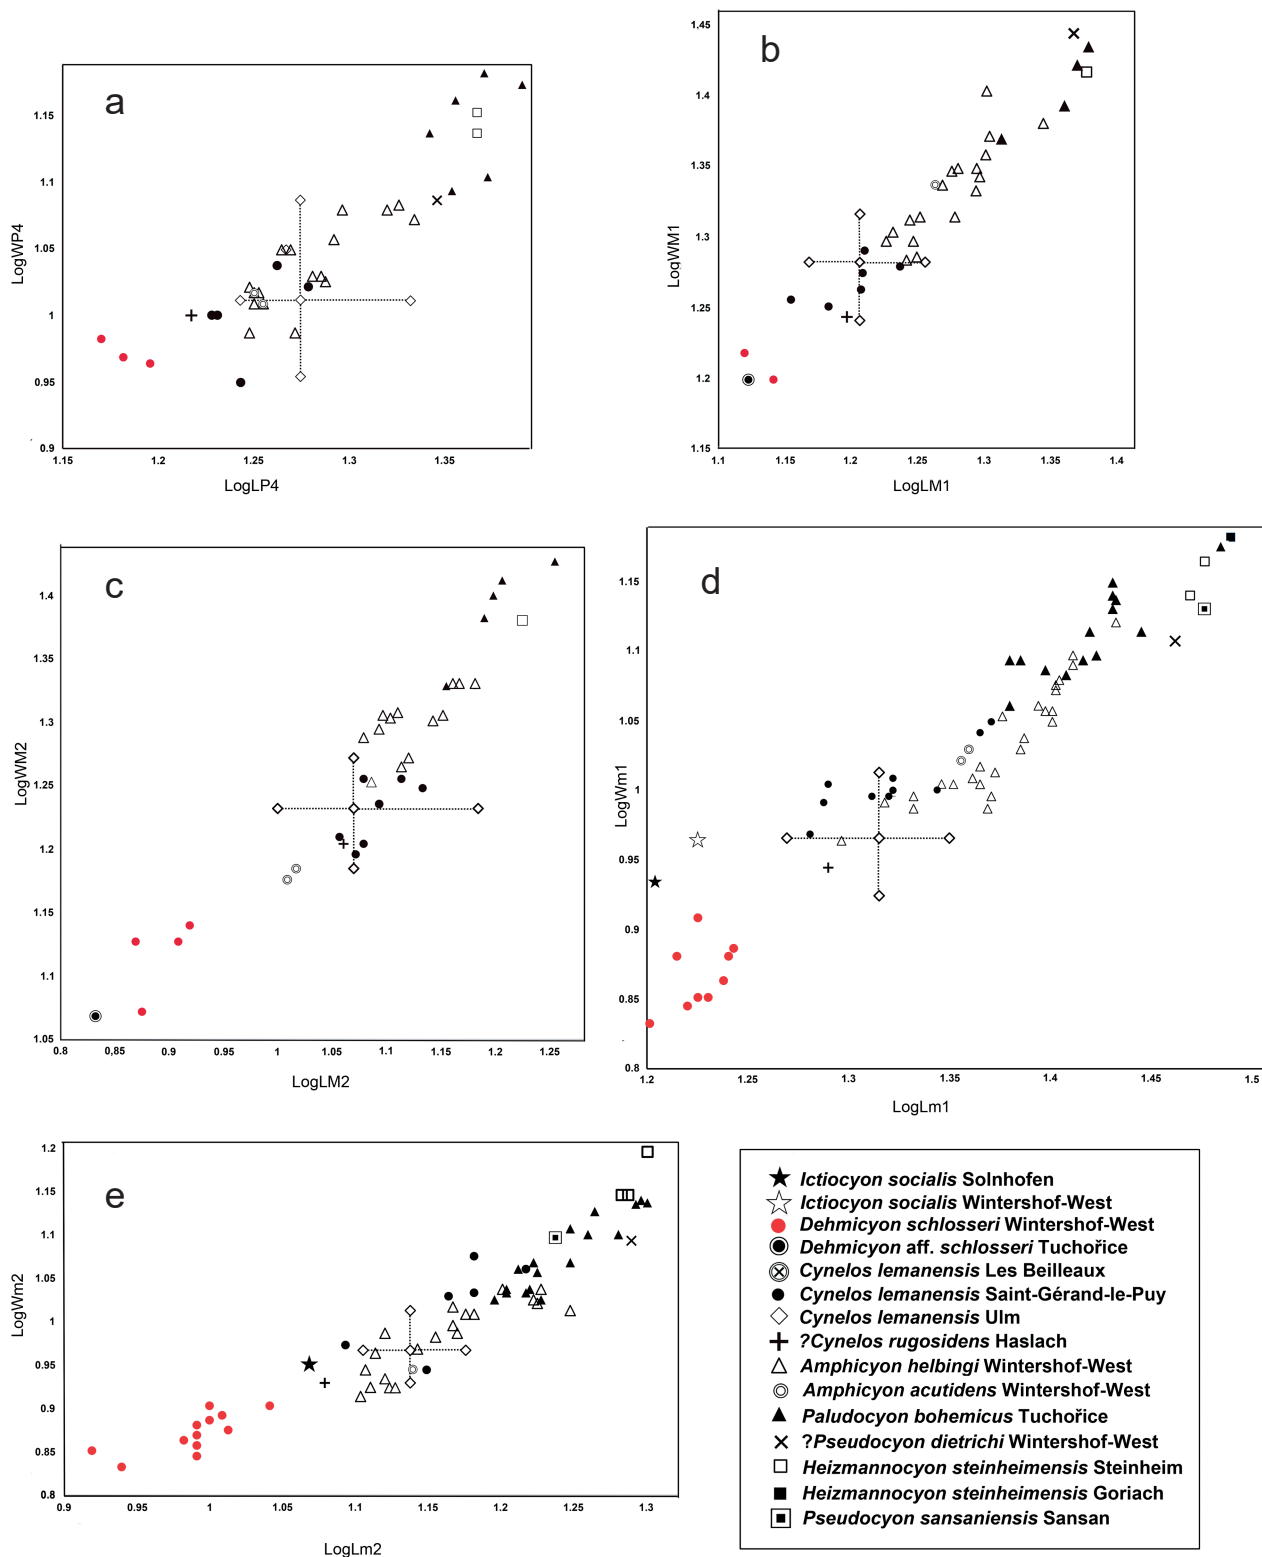 a
LogWP4
1.15
1.1
1.05
1
0.95
0.9
1.15
1.2
1.25
1.3
1.35
LogLP4
b
LogWM1
1.45
1.4
1.35
1.3
1.25
1.2
1.15
1.1
1.15
1.2
1.25
1.3
1.35
1.4
LogLM1
c
LogWM2
1.4
1.35
1.3
1.25
1.2
1.15
1.1
1.05
0.8
0,85
0.9
0.95
1
1.05
1.1
1.15
1.2
1.25
LogLM2
d
LogWm1
1.15
1.1
1.05
1
0.95
0.9
0.85
0.8
1.2
1.25
1.3
1.35
1.4
1.45
1.5
LogLm1
e
LogWm2
1.2
1.15
1.1
1.05
1
0.95
0.9
0.85
0.8
0.9
0.95
1
1.05
1.1
1.15
1.2
1.25
1.3
LogLm2
Ictiocyon socialis Solnhofen
Ictiocyon socialis Wintershof-West
Dehmicyon schlosseri Wintershof-West
Dehmicyon aff. schlosseri Tuchořice
Cynelos lemanensis Les Beilleaux
Cynelos lemanensis Saint-Gérand-le-Puy
Cynelos lemanensis Ulm
?Cynelos rugosidens Haslach
Amphicyon helbingi Wintershof-West
Amphicyon acutidens Wintershof-West
Paludocyon bohemicus Tuchořice
?Pseudocyon dietrichi Wintershof-West
Heizmannocyon steinheimensis Steinheim
Heizmannocyon steinheimensis Goriach
Pseudocyon sansaniensis Sansan